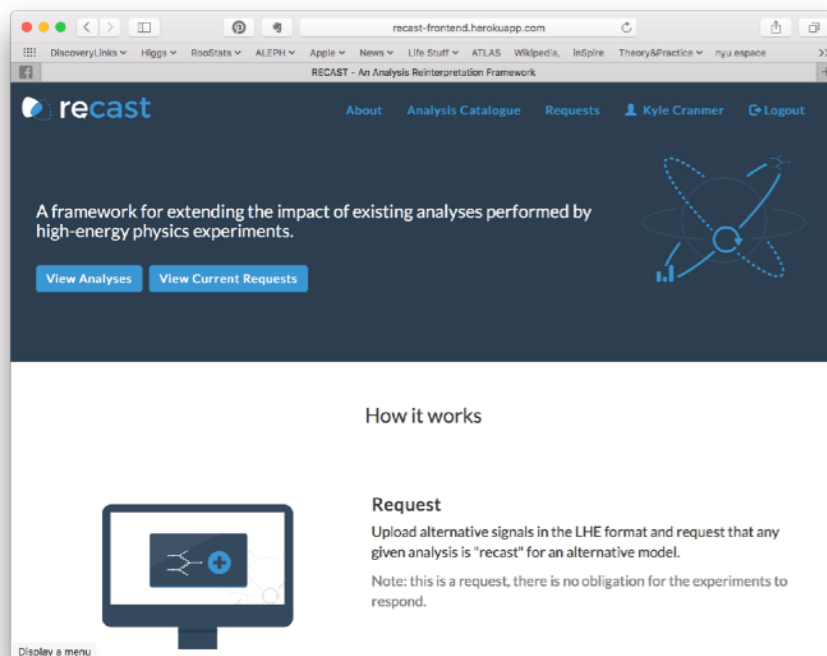 recast-frontend.herokuapp.com
DiscoveryLinks Higgs RooStats ALEPH Apple News Life Stuff ATLAS Wikipedia, inSpire Theory&Practice nyu espace
RECAST - An Analysis Reinterpretation Framework
recast
About Analysis Catalogue Requests Kyle Cranmer Logout
A framework for extending the impact of existing analyses performed by
high-energy physics experiments.
View Analyses View Current Requests
How it works
Request
Upload alternative signals in the LHE format and request that any
given analysis is "recast" for an alternative model.
Note: this is a request, there is no obligation for the experiments to
respond.
Display a menu